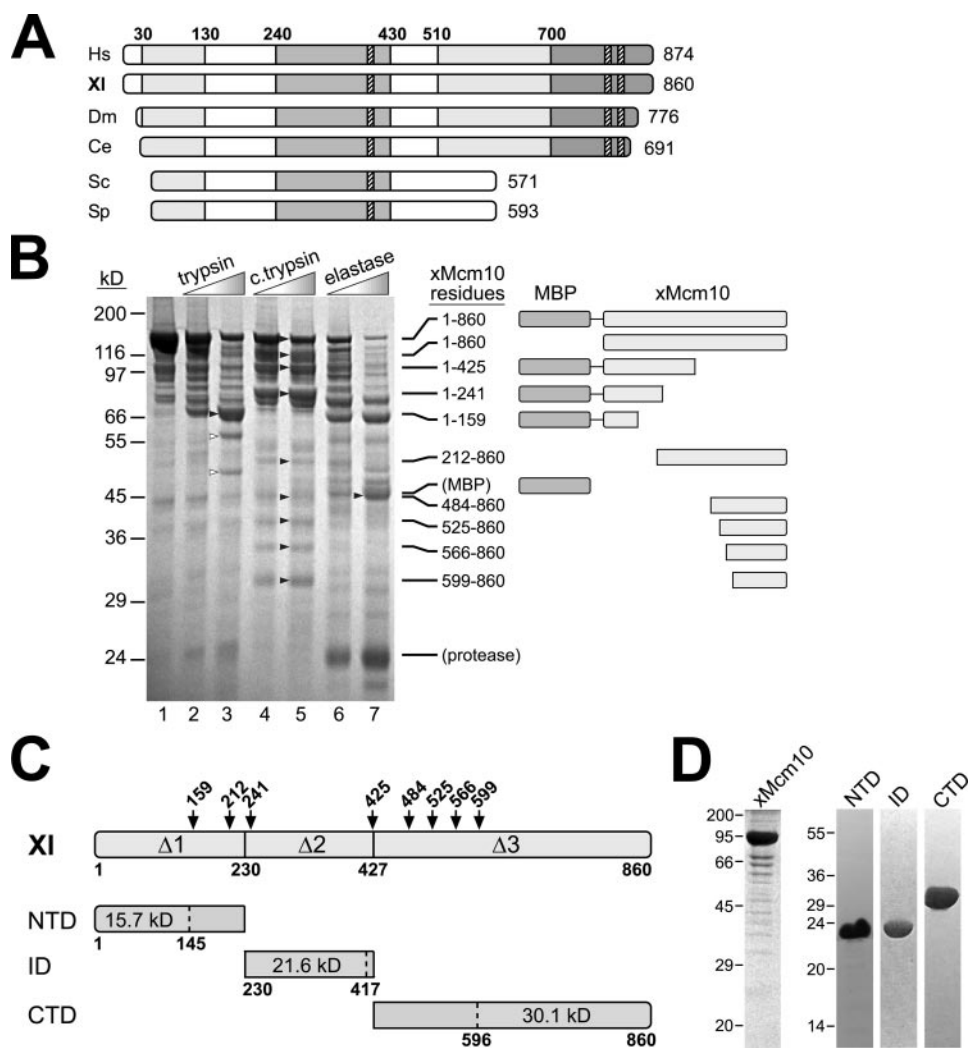 A
30 130 240 430 510 700
Hs 874
Xl 860
Dm 776
Ce 691
Sc 571
Sp 593
B
kD trypsin c.trypsin elastase xMcm10 residues MBP xMcm10
200 1-860
116 1-860
97 1-425
1-241
66 1-159
55 212-860
(MBP)
45 484-860
36 525-860
566-860
29 599-860
24 (protease)
1 2 3 4 5 6 7
C
159 212 241 425 484 525 566 599
Xl Δ1 Δ2 Δ3
1 230 427 860
NTD 15.7 kD
1 145
ID 21.6 kD
230 417
CTD 30.1 kD
596 860
D
xMcm10
200
95
66
45
29
20
NTD ID CTD
55
36
29
24
20
14